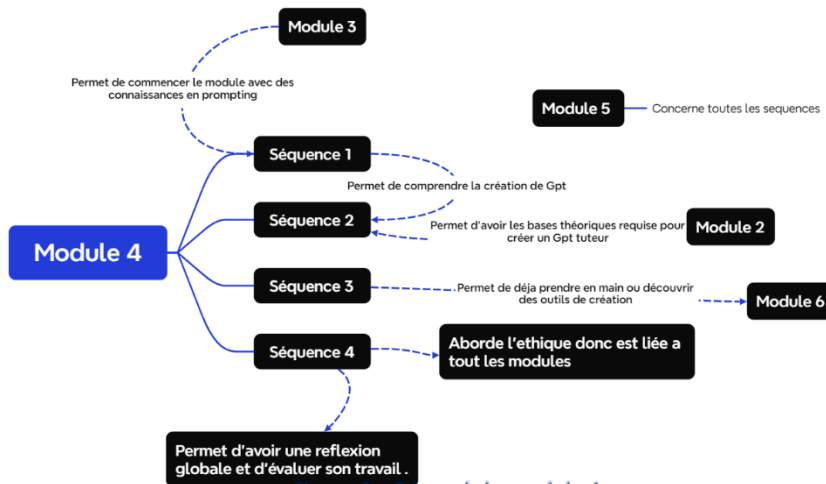 Module 3
Permet de commencer le module avec des
connaissances en prompting
Module 5
Concerne toutes les sequences
Séquence 1
Permet de comprendre la création de Gpt
Séquence 2
Permet d'avoir les bases théoriques requise pour
créer un Gpt tuteur
Module 2
Module 4
Séquence 3
Permet de déja prendre en main ou découvrir
des outils de création
Module 6
Séquence 4
Aborde l'ethique donc est liée a
tout les modules
Permet d'avoir une reflexion
globale et d'évaluer son travail .